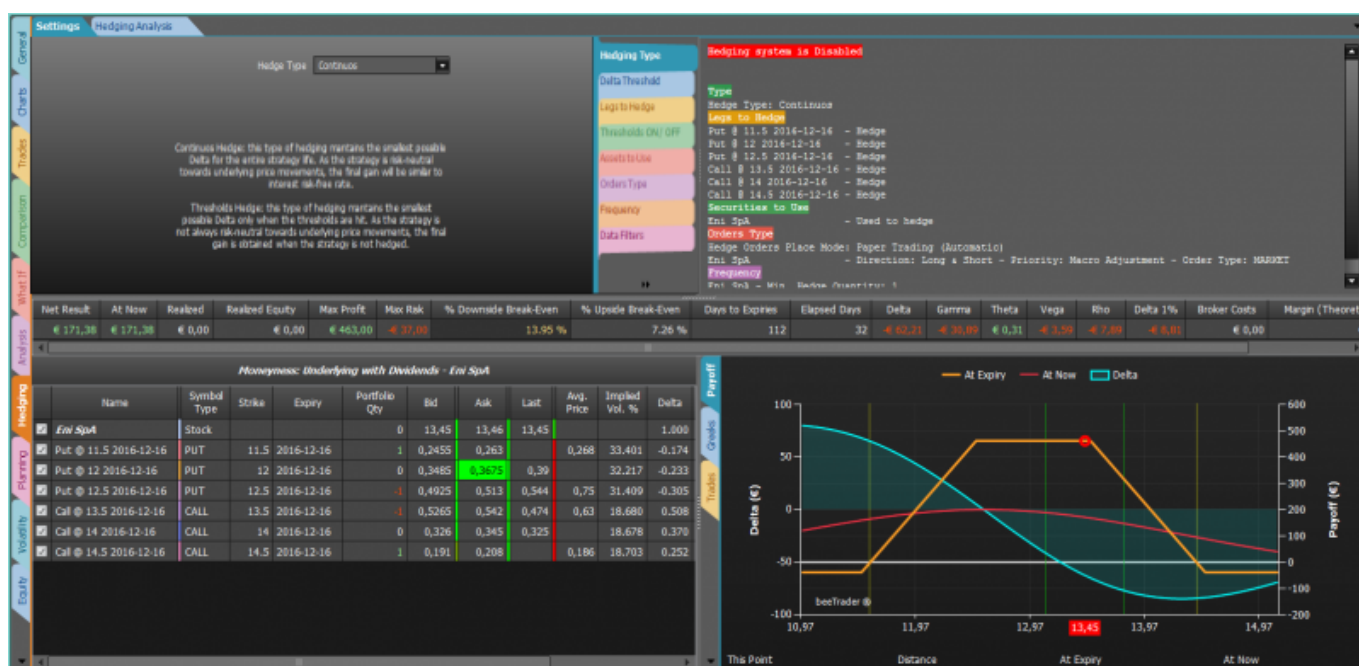 Settings Hedging Analysis
General
Charts
Trades
Comparison
What If
Analysis
Hedging
Planning
Volatility
Equity
Hedge Type Continuos
Continuos Hedge: this type of hedging mantains the smallest possible
Delta for the entire strategy life. As the strategy is risk-neutral
towards underlying price movements, the final gain will be similar to
interest risk-free rate.
Thresholds Hedge: this type of hedging mantains the smallest
possible Delta only when the thresholds are hit. As the strategy is
not always risk-neutral towards underlying price movements, the final
gain is obtained when the strategy is not hedged.
Hedging Type
Delta Threshold
Legs to Hedge
Thresholds ON/ OFF
Assets to Use
Orders Type
Frequency
Data Filters
Hedging system is Disabled
Type
Hedge Type: Continuos
Legs to Hedge
Put @ 11.5 2016-12-16 - Hedge
Put @ 12 2016-12-16 - Hedge
Put @ 12.5 2016-12-16 - Hedge
Call @ 13.5 2016-12-16 - Hedge
Call @ 14 2016-12-16 - Hedge
Call @ 14.5 2016-12-16 - Hedge
Securities to Use
Eni SpA - Used to hedge
Orders Type
Hedge Orders Place Mode: Paper Trading (Automatic)
Eni SpA - Direction: Long & Short - Priority: Macro Adjustment - Order Type: MARKET
Frequency
Eni SpA - Min. Hedge Quantity: 1
Net Result At Now Realized Realized Equity Max Profit Max Risk % Downside Break-Even % Upside Break-Even Days to Expiries Elapsed Days Delta Gamma Theta Vega Rho Delta 1% Broker Costs Margin (Theoret
€ 171,38 € 171,38 € 0,00 € 0,00 € 463,00 -€ 37,00 13.95 % 7.26 % 112 32 -€ 62,21 -€ 30,89 € 0,31 -€ 3,59 -€ 7,89 € 0,00
Moneyness: Underlying with Dividends - Eni SpA
Name Symbol Type Strike Expiry Portfolio Qty Bid Ask Last Avg. Price Implied Vol. % Delta
Eni SpA Stock 0 13,45 13,46 13,45 1.000
Put @ 11.5 2016-12-16 PUT 11.5 2016-12-16 1 0,2455 0,263 0,268 33.401 -0.174
Put @ 12 2016-12-16 PUT 12 2016-12-16 0 0,3485 0,3675 0,39 32.217 -0.233
Put @ 12.5 2016-12-16 PUT 12.5 2016-12-16 -1 0,4925 0,513 0,544 0,75 31.409 -0.305
Call @ 13.5 2016-12-16 CALL 13.5 2016-12-16 -1 0,5265 0,542 0,474 0,63 18.680 0.508
Call @ 14 2016-12-16 CALL 14 2016-12-16 0 0,326 0,345 0,325 18.678 0.370
Call @ 14.5 2016-12-16 CALL 14.5 2016-12-16 1 0,191 0,208 0,186 18.703 0.252
Payoff
Greeks
Trades
At Expiry At Now Delta
Delta (€)
100
50
0
-50
-100
Payoff (€)
600
500
400
300
200
100
0
-100
-200
beeTrader ®
10,97 11,97 12,97 13,45 13,97 14,97
This Point Distance At Expiry At Now